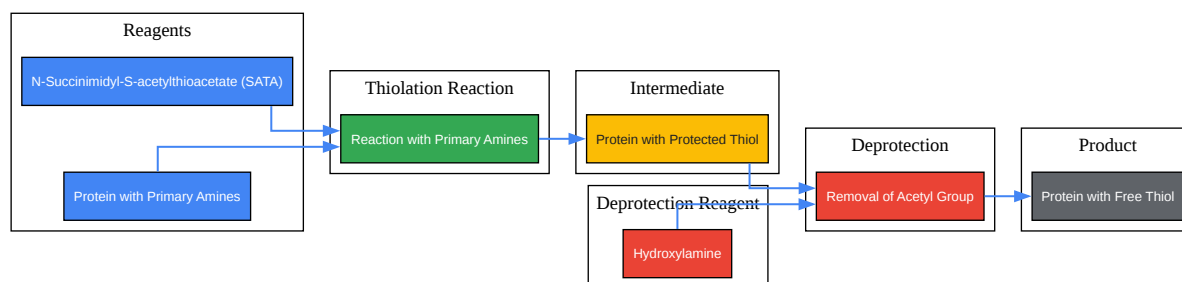 Reagents
N-Succinimidyl-S-acetylthioacetate (SATA)
Protein with Primary Amines
Thiolation Reaction
Reaction with Primary Amines
Intermediate
Protein with Protected Thiol
Deprotection Reagent
Hydroxylamine
Deprotection
Removal of Acetyl Group
Product
Protein with Free Thiol